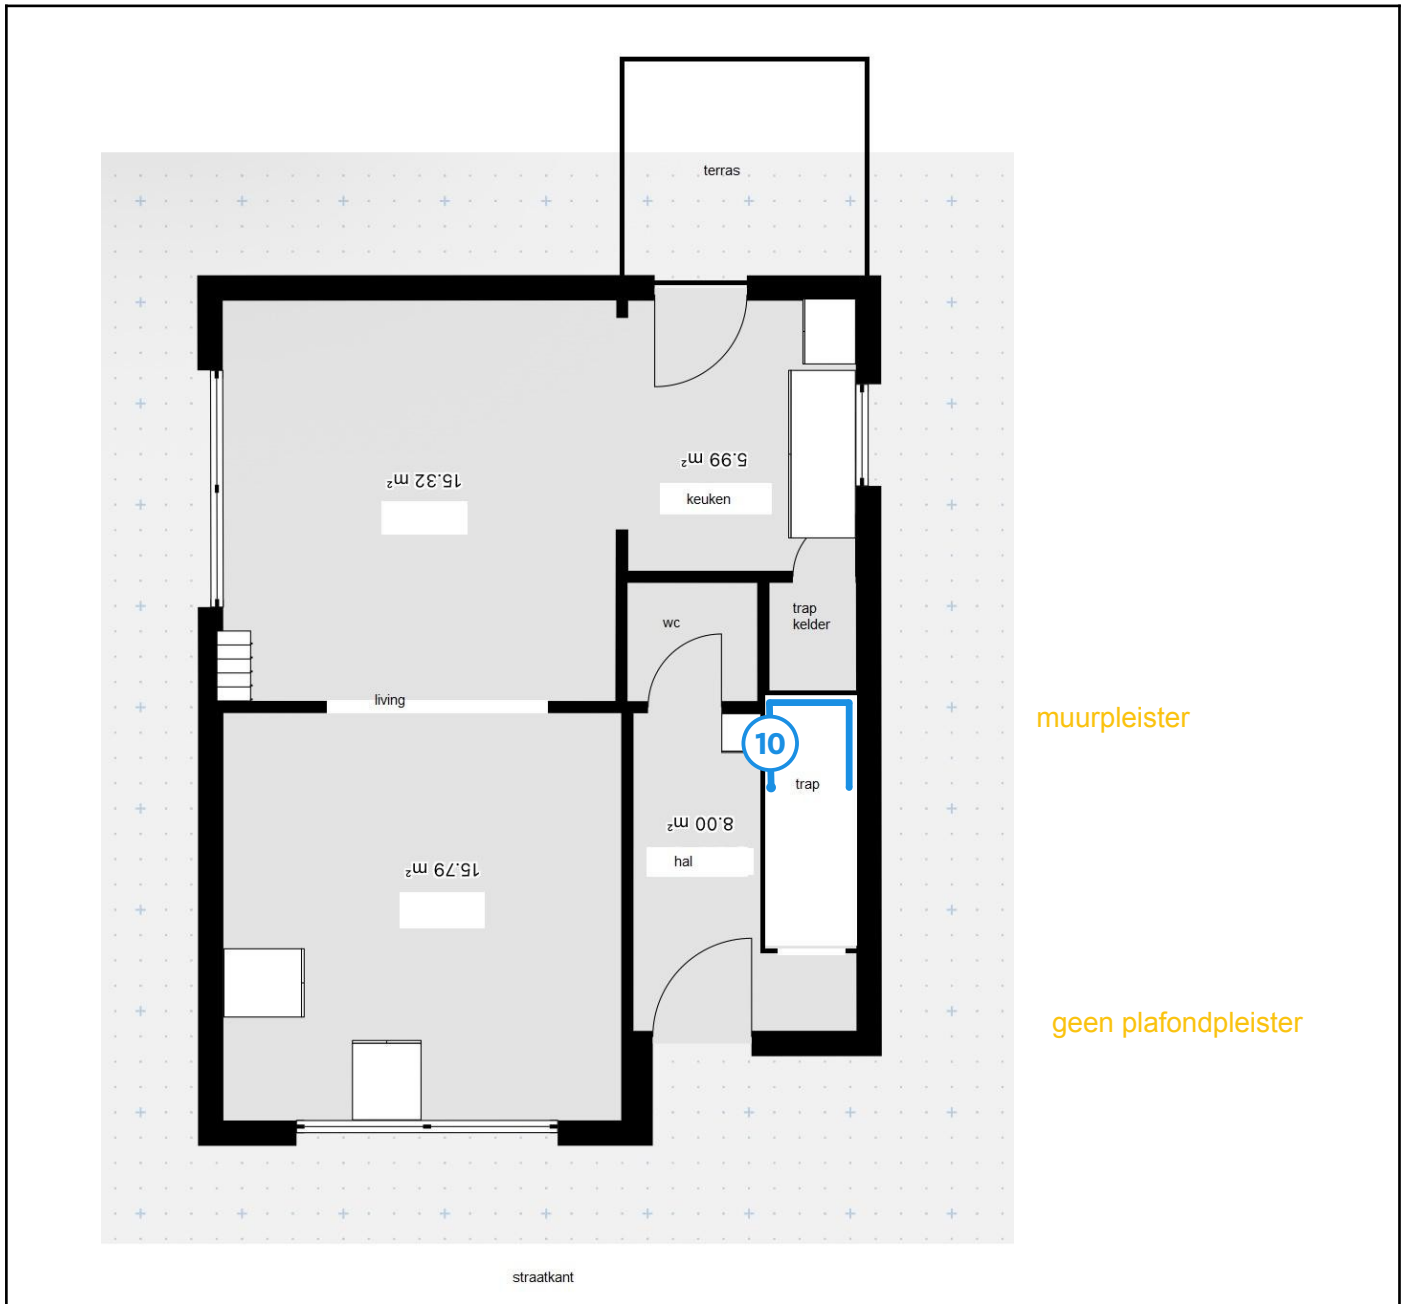 terras
15.32 m²
5.99 m²
keuken
wc
trap
kelder
living
muurpleister
10
trap
8.00 m²
hal
15.79 m²
geen plafondpleister
straatkant